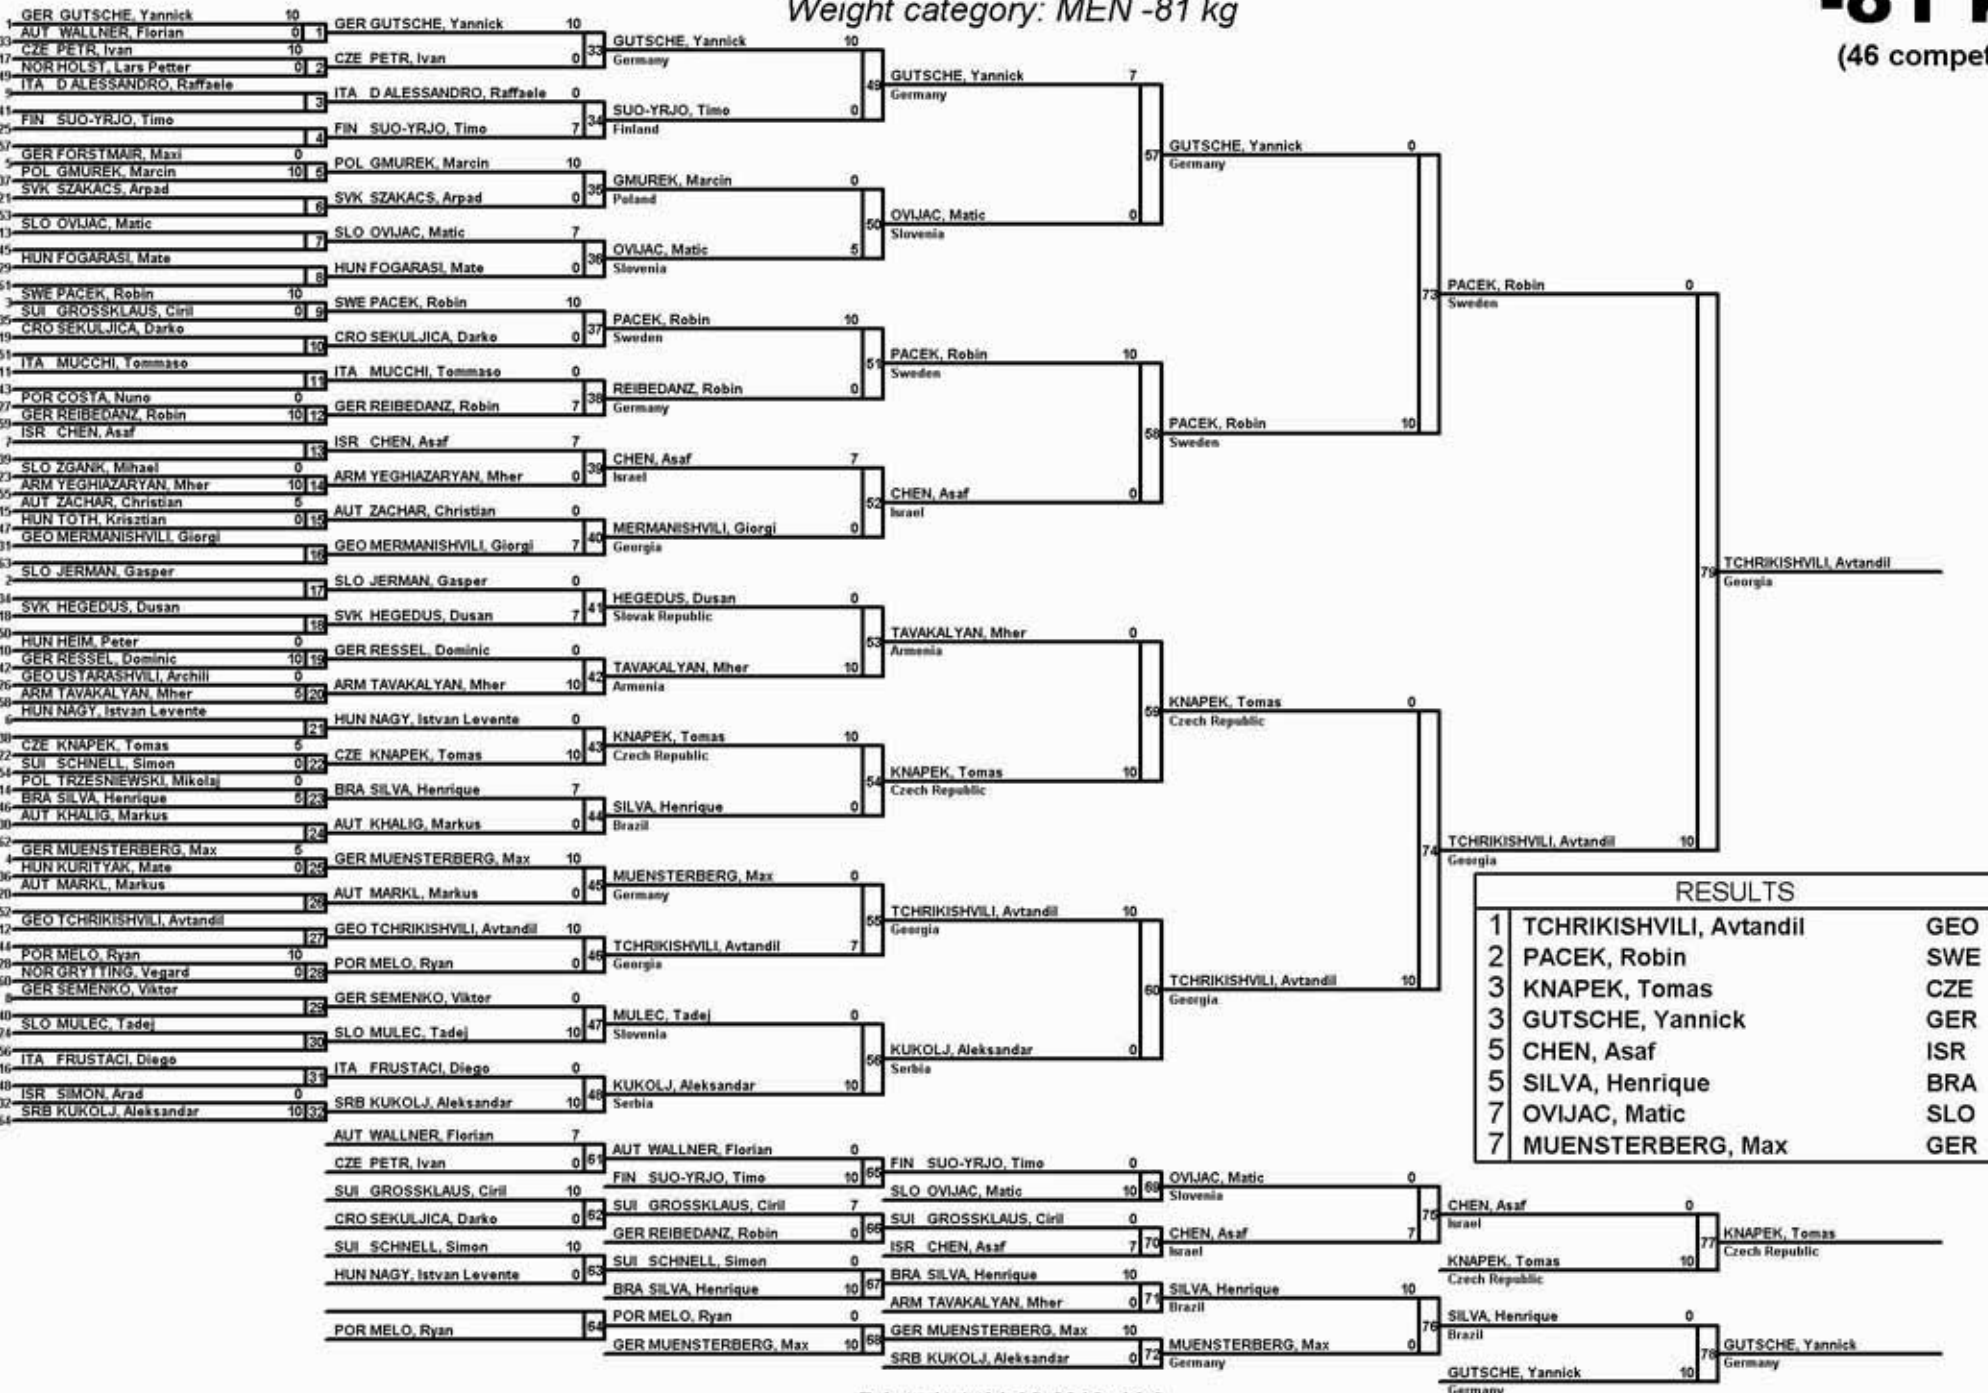 Weight category: MEN -81 kg
-81 k
(46 compet
GER GUTSCHE, Yannick 10
AUT WALLNER, Florian 0 1
CZE PETR, Ivan 10
NOR HOLST, Lars Petter 0 2
ITA D ALESSANDRO, Raffaele
3
FIN SUO-YRJO, Timo
4
GER FORSTMAIR, Maxi 0
POL GMUREK, Marcin 10 5
SVK SZAKACS, Arpad
6
SLO OVIJAC, Matic
7
HUN FOGARASI, Mate
8
SWE PACEK, Robin 10
SUI GROSSKLAUS, Ciril 0 9
CRO SEKULJICA, Darko
10
ITA MUCCHI, Tommaso
11
POR COSTA, Nuno 0
GER REIBEDANZ, Robin 10 12
ISR CHEN, Asaf
13
SLO ZGANK, Mihael 0
ARM YEGHIAZARYAN, Mher 10 14
AUT ZACHAR, Christian 5
HUN TOTH, Krisztian 0 15
GEO MERMANISHVILI, Giorgi
16
SLO JERMAN, Gasper
17
SVK HEGEDUS, Dusan
18
HUN HEIM, Peter 0
GER RESSEL, Dominic 10 19
GEO USTARASHVILI, Archili 0
ARM TAVAKALYAN, Mher 5 20
HUN NAGY, Istvan Levente
21
CZE KNAPEK, Tomas 5
SUI SCHNELL, Simon 0 22
POL TRZESNIEWSKI, Mikolaj 0
BRA SILVA, Henrique 5 23
AUT KHALIG, Markus
24
GER MUENSTERBERG, Max 5
HUN KURITYAK, Mate 0 25
AUT MARKL, Markus
26
GEO TCHRIKISHVILI, Avtandil
27
POR MELO, Ryan 10
NOR GRYTTING, Vegard 0 28
GER SEMENKO, Viktor
29
SLO MULEC, Tadej
30
ITA FRUSTACI, Diego
31
ISR SIMON, Arad 0
SRB KUKOLJ, Aleksandar 10 32
GER GUTSCHE, Yannick 10
CZE PETR, Ivan 0 33
ITA D ALESSANDRO, Raffaele 0
FIN SUO-YRJO, Timo 7 34
POL GMUREK, Marcin 10
SVK SZAKACS, Arpad 0 35
SLO OVIJAC, Matic 7
HUN FOGARASI, Mate 0 36
SWE PACEK, Robin 10
CRO SEKULJICA, Darko 0 37
ITA MUCCHI, Tommaso 0
GER REIBEDANZ, Robin 7 38
ISR CHEN, Asaf 7
ARM YEGHIAZARYAN, Mher 0 39
AUT ZACHAR, Christian 0
GEO MERMANISHVILI, Giorgi 7 40
SLO JERMAN, Gasper 0
SVK HEGEDUS, Dusan 7 41
GER RESSEL, Dominic 0
ARM TAVAKALYAN, Mher 10 42
HUN NAGY, Istvan Levente 0
CZE KNAPEK, Tomas 10 43
BRA SILVA, Henrique 7
AUT KHALIG, Markus 0 44
GER MUENSTERBERG, Max 10
AUT MARKL, Markus 0 45
GEO TCHRIKISHVILI, Avtandil 10
POR MELO, Ryan 0 46
GER SEMENKO, Viktor 0
SLO MULEC, Tadej 10 47
ITA FRUSTACI, Diego 0
SRB KUKOLJ, Aleksandar 10 48
GUTSCHE, Yannick 10
Germany
SUO-YRJO, Timo 0 49
Finland
GMUREK, Marcin 0
Poland
OVIJAC, Matic 5 50
Slovenia
PACEK, Robin 10
Sweden
REIBEDANZ, Robin 0 51
Germany
CHEN, Asaf 7
Israel
MERMANISHVILI, Giorgi 0 52
Georgia
HEGEDUS, Dusan 0
Slovak Republic
TAVAKALYAN, Mher 10 53
Armenia
KNAPEK, Tomas 10
Czech Republic
SILVA, Henrique 0 54
Brazil
MUENSTERBERG, Max 0
Germany
TCHRIKISHVILI, Avtandil 7 55
Georgia
MULEC, Tadej 0
Slovenia
KUKOLJ, Aleksandar 10 56
Serbia
GUTSCHE, Yannick 7
Germany
OVIJAC, Matic 0 57
Slovenia
PACEK, Robin 10
Sweden
CHEN, Asaf 0 58
Israel
TAVAKALYAN, Mher 0
Armenia
KNAPEK, Tomas 10 59
Czech Republic
TCHRIKISHVILI, Avtandil 10
Georgia
KUKOLJ, Aleksandar 0 60
Serbia
GUTSCHE, Yannick 0
Germany
PACEK, Robin 10 73
Sweden
KNAPEK, Tomas 0
Czech Republic
TCHRIKISHVILI, Avtandil 10 74
Georgia
PACEK, Robin 0
Sweden
TCHRIKISHVILI, Avtandil 10 79
Georgia
TCHRIKISHVILI, Avtandil
Georgia
RESULTS
1 TCHRIKISHVILI, Avtandil GEO
2 PACEK, Robin SWE
3 KNAPEK, Tomas CZE
3 GUTSCHE, Yannick GER
5 CHEN, Asaf ISR
5 SILVA, Henrique BRA
7 OVIJAC, Matic SLO
7 MUENSTERBERG, Max GER
AUT WALLNER, Florian 7
CZE PETR, Ivan 0 61
SUI GROSSKLAUS, Ciril 10
CRO SEKULJICA, Darko 0 62
SUI SCHNELL, Simon 10
HUN NAGY, Istvan Levente 0 63
POR MELO, Ryan 64
AUT WALLNER, Florian 0
FIN SUO-YRJO, Timo 10 65
SUI GROSSKLAUS, Ciril 7
GER REIBEDANZ, Robin 0 66
SUI SCHNELL, Simon 0
BRA SILVA, Henrique 10 67
POR MELO, Ryan 0
GER MUENSTERBERG, Max 10 68
FIN SUO-YRJO, Timo 0
SLO OVIJAC, Matic 10 69
SUI GROSSKLAUS, Ciril 0
ISR CHEN, Asaf 7 70
BRA SILVA, Henrique 10
ARM TAVAKALYAN, Mher 0 71
GER MUENSTERBERG, Max 10
SRB KUKOLJ, Aleksandar 0 72
OVIJAC, Matic 0
Slovenia
CHEN, Asaf 7 75
Israel
SILVA, Henrique 10
Brazil
MUENSTERBERG, Max 0 76
Germany
CHEN, Asaf 0
Israel
KNAPEK, Tomas 10 77
Czech Republic
SILVA, Henrique 0
Brazil
GUTSCHE, Yannick 10 78
Germany
KNAPEK, Tomas
Czech Republic
GUTSCHE, Yannick
Germany